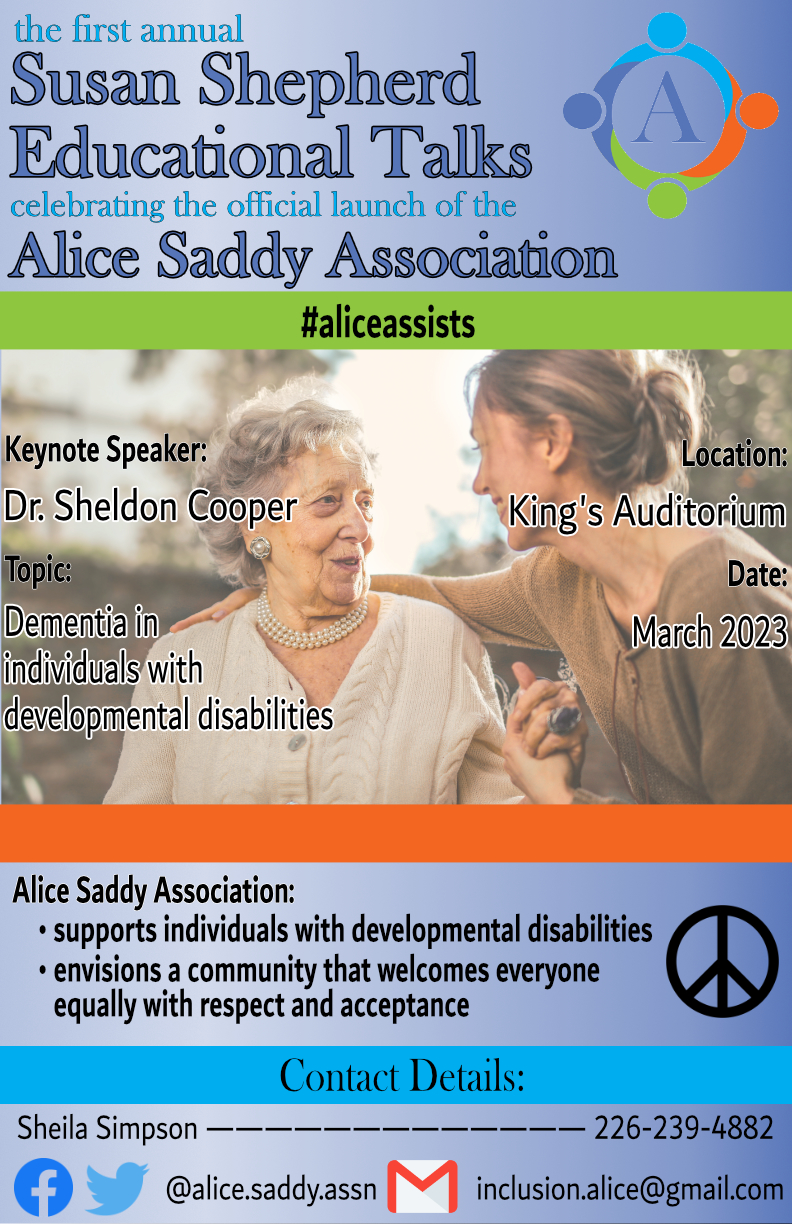 the first annual
Susan Shepherd
Educational Talks
celebrating the official launch of the
Alice Saddy Association
A
#aliceassists
Keynote Speaker:
Dr. Sheldon Cooper
Topic:
Dementia in
individuals with
developmental disabilities
Location:
King's Auditorium
Date:
March 2023
Alice Saddy Association:
• supports individuals with developmental disabilities
• envisions a community that welcomes everyone
equally with respect and acceptance
Contact Details:
Sheila Simpson —————————————— 226-239-4882
@alice.saddy.assn inclusion.alice@gmail.com